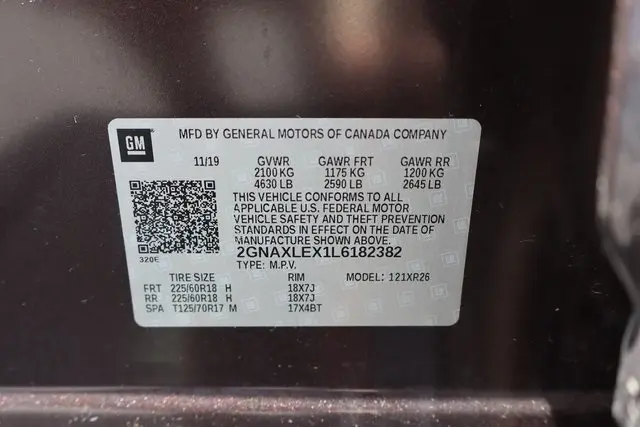 GM
MFD BY GENERAL MOTORS OF CANADA COMPANY
11/19 GVWR GAWR FRT GAWR RR
2100 KG 1175 KG 1200 KG
4630 LB 2590 LB 2645 LB
THIS VEHICLE CONFORMS TO ALL
APPLICABLE U.S. FEDERAL MOTOR
VEHICLE SAFETY AND THEFT PREVENTION
STANDARDS IN EFFECT ON THE DATE OF
MANUFACTURE SHOWN ABOVE.
320E
2GNAXLEX1L6182382
TYPE: M.P.V.
TIRE SIZE RIM MODEL: 121XR26
FRT 225/60R18 H 18X7J
RR 225/60R18 H 18X7J
SPA T125/70R17 M 17X4BT